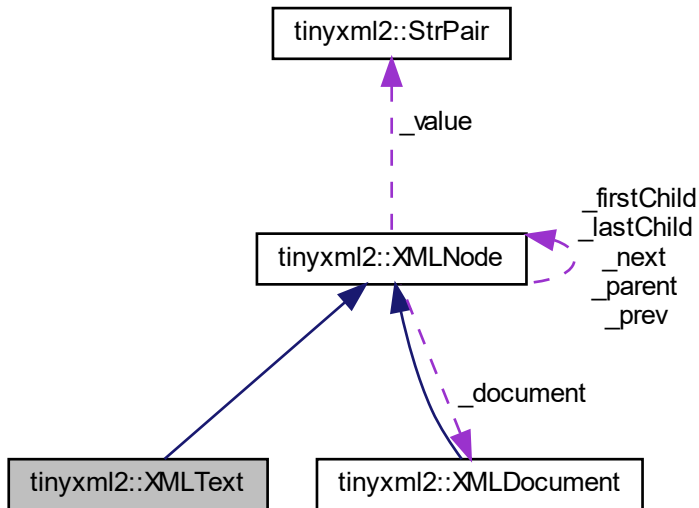 tinyxml2::StrPair
_value
_firstChild
_lastChild
_next
_parent
_prev
tinyxml2::XMLNode
_document
tinyxml2::XMLText
tinyxml2::XMLDocument